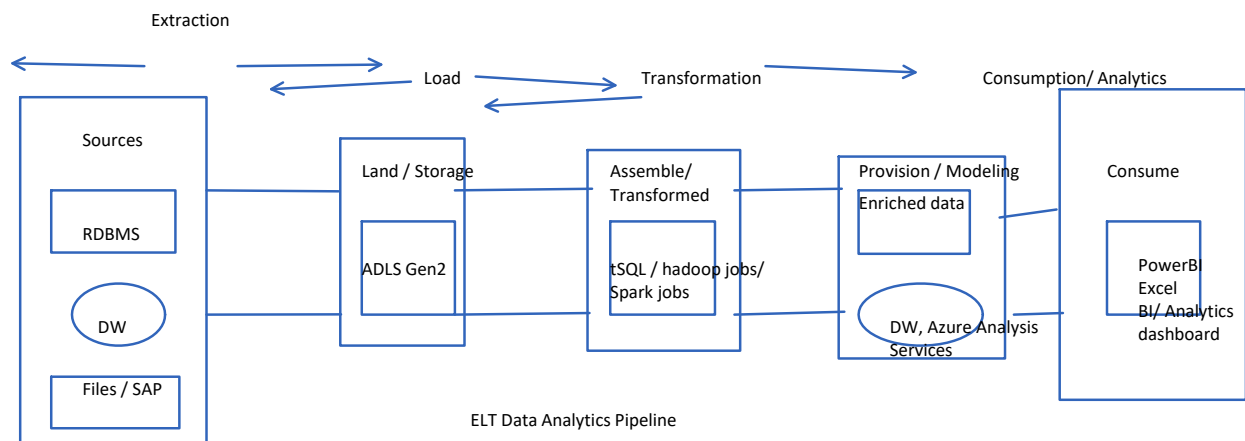 Extraction
Load
Transformation
Consumption/ Analytics
Sources
RDBMS
DW
Files / SAP
Land / Storage
ADLS Gen2
Assemble/
Transformed
tSQL / hadoop jobs/
Spark jobs
Provision / Modeling
Enriched data
DW, Azure Analysis
Services
Consume
PowerBI
Excel
BI/ Analytics
dashboard
ELT Data Analytics Pipeline